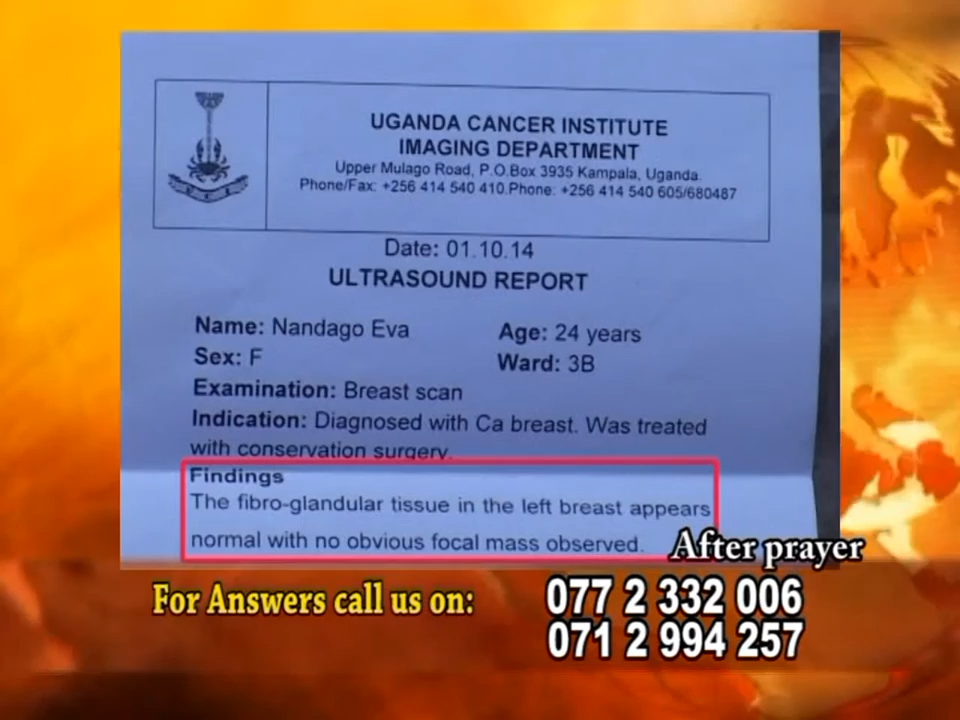 UGANDA CANCER INSTITUTE
IMAGING DEPARTMENT
Upper Mulago Road, P.O.Box 3935 Kampala, Uganda.
Phone/Fax: +256 414 540 410.Phone: +256 414 540 605/680487
Date: 01.10.14
ULTRASOUND REPORT
Name: Nandago Eva Age: 24 years
Sex: F Ward: 3B
Examination: Breast scan
Indication: Diagnosed with Ca breast. Was treated
with conservation surgery.
Findings
The fibro-glandular tissue in the left breast appears
normal with no obvious focal mass observed.
After prayer
For Answers call us on: 077 2 332 006
071 2 994 257